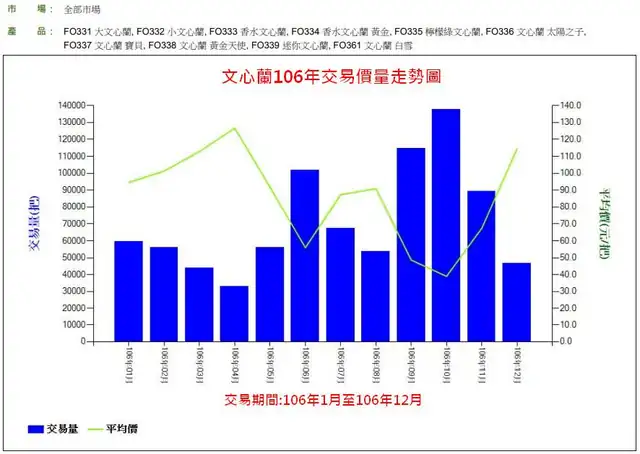 市 場 : 全部市場
產 品 : FO331 大文心蘭, FO332 小文心蘭, FO333 香水文心蘭, FO334 香水文心蘭 黃金, FO335 檸檬綠文心蘭, FO336 文心蘭 太陽之子,
FO337 文心蘭 寶貝, FO338 文心蘭 黃金天使, FO339 迷你文心蘭, FO361 文心蘭 白雪
文心蘭106年交易價量走勢圖
交易量(把)
140000
130000
120000
110000
100000
90000
80000
70000
60000
50000
40000
30000
20000
10000
0
140.0
130.0
120.0
110.0
100.0
90.0
80.0
70.0
60.0
50.0
40.0
30.0
20.0
10.0
0.0
平均價(元/把)
106年01月
106年02月
106年03月
106年04月
106年05月
106年06月
106年07月
106年08月
106年09月
106年10月
106年11月
106年12月
交易期間:106年1月至106年12月
交易量
平均價